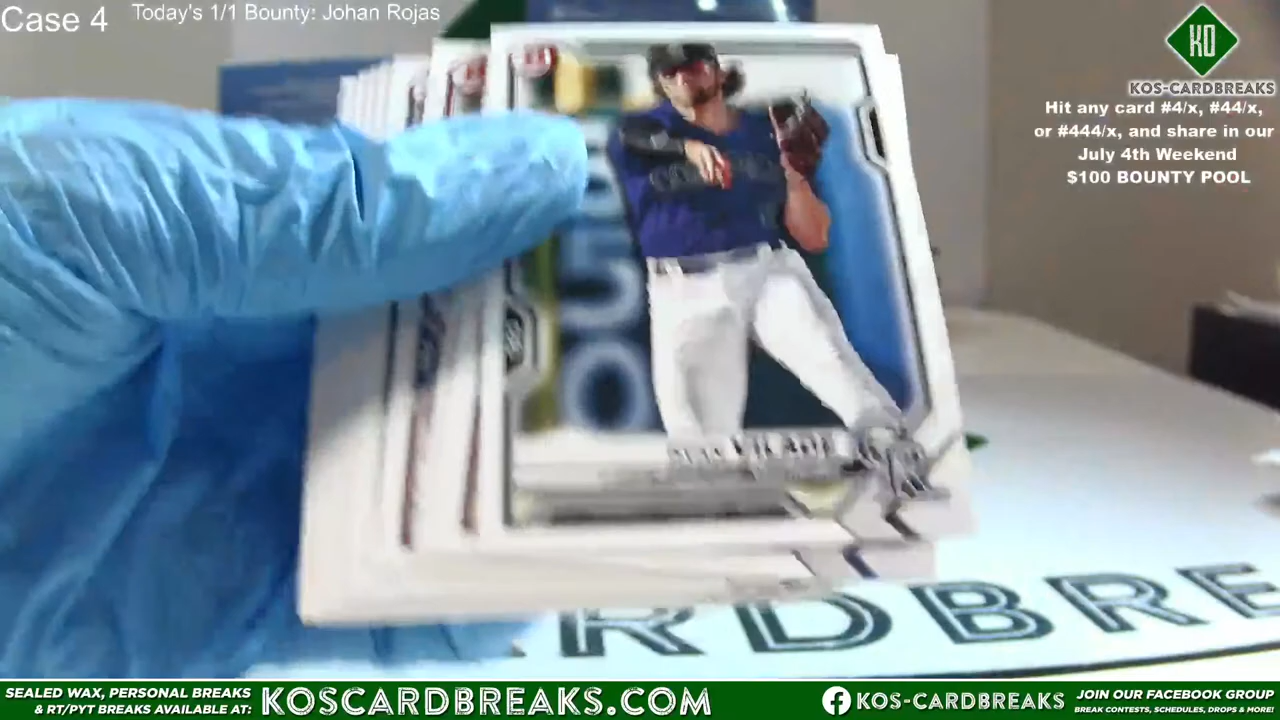 Case 4
Today's 1/1 Bounty: Johan Rojas
KO
KOS-CARDBREAKS
Hit any card #4/x, #44/x,
or #444/x, and share in our
July 4th Weekend
$100 BOUNTY POOL
RDBRE
SEALED WAX, PERSONAL BREAKS
& RT/PYT BREAKS AVAILABLE AT:
KOSCARDBREAKS.COM
KOS-CARDBREAKS
JOIN OUR FACEBOOK GROUP
BREAK CONTESTS, SCHEDULES, DROPS & MORE!